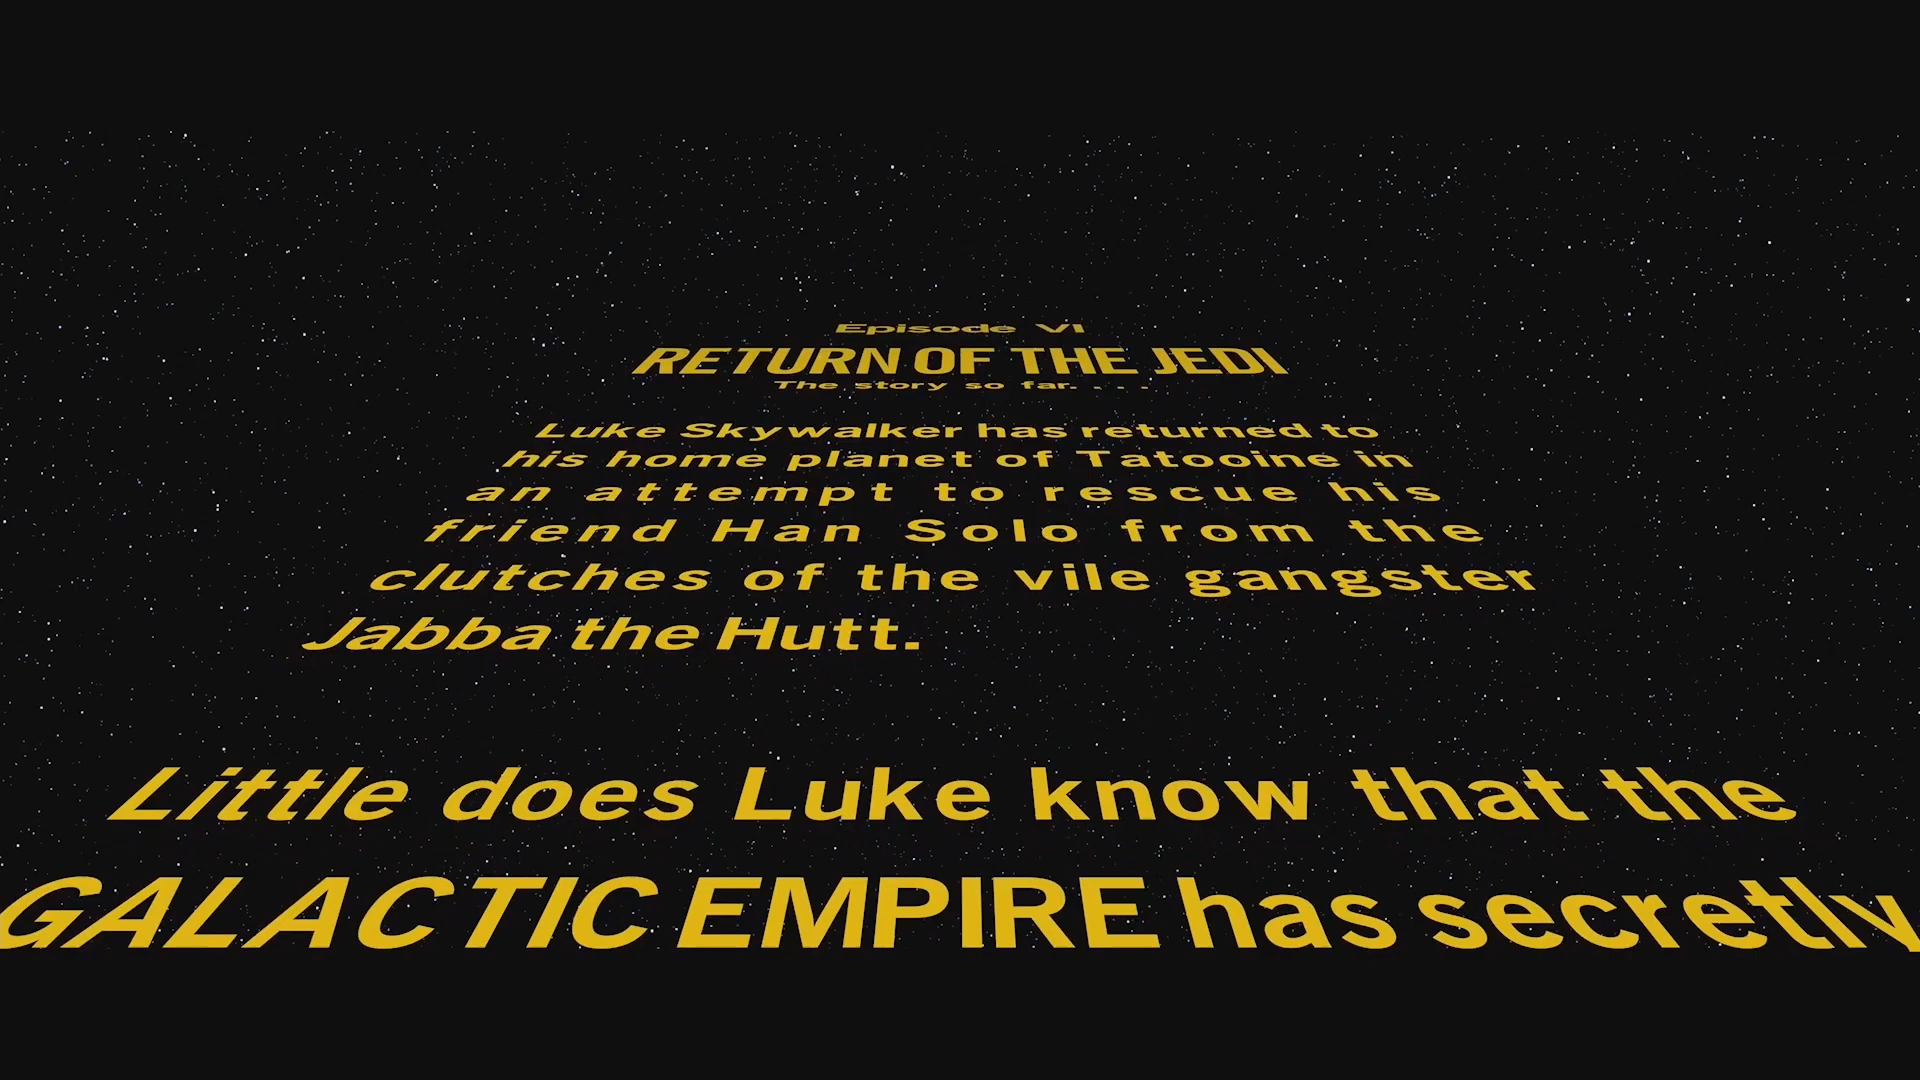 Episode VI
RETURN OF THE JEDI
The story so far. . . .
Luke Skywalker has returned to
his home planet of Tatooine in
an attempt to rescue his
friend Han Solo from the
clutches of the vile gangster
Jabba the Hutt.
Little does Luke know that the
GALACTIC EMPIRE has secretly